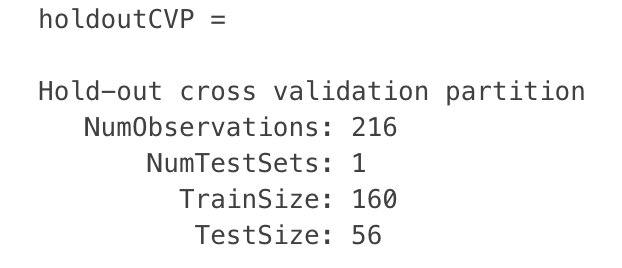 holdoutCVP =
Hold-out cross validation partition
NumObservations: 216
NumTestSets: 1
TrainSize: 160
TestSize: 56